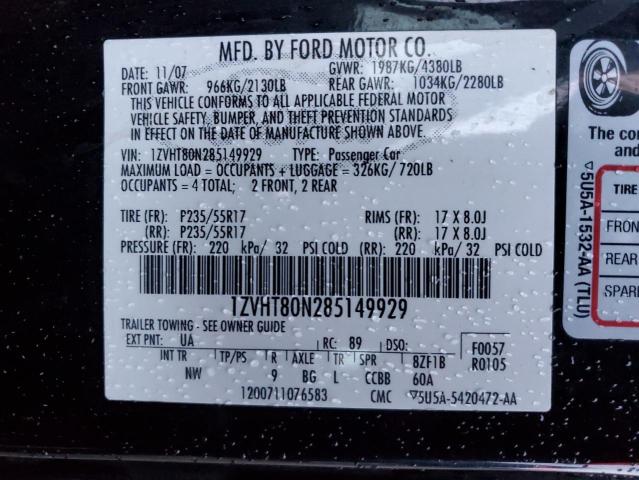 MFD. BY FORD MOTOR CO.
DATE: 11/07 GVWR: 1987KG/4380LB
FRONT GAWR: 966KG/2130LB REAR GAWR: 1034KG/2280LB
THIS VEHICLE CONFORMS TO ALL APPLICABLE FEDERAL MOTOR
VEHICLE SAFETY, BUMPER, AND THEFT PREVENTION STANDARDS
IN EFFECT ON THE DATE OF MANUFACTURE SHOWN ABOVE.
VIN: 1ZVHT80N285149929 TYPE: Passenger Car
MAXIMUM LOAD = OCCUPANTS + LUGGAGE = 326KG/720LB
OCCUPANTS = 4 TOTAL; 2 FRONT, 2 REAR
TIRE (FR): P235/55R17 RIMS (FR): 17 X 8.0J
(RR): P235/55R17 (RR): 17 X 8.0J
PRESSURE (FR): 220 kPa/ 32 PSI COLD (RR): 220 kPa/ 32 PSI COLD
1ZVHT80N285149929
TRAILER TOWING - SEE OWNER GUIDE
EXT PNT: UA RC: 89 DSO: F0057
INT TR TP/PS R AXLE TR SPR 8ZF1B R0105
NW 9 BG L CCBB 60A
1200711076583 CMC ▽5U5A-5420472-AA
▽5U5A-1532-AA (TLU)
The co
and
TIRE
FRON
REAR
SPAR